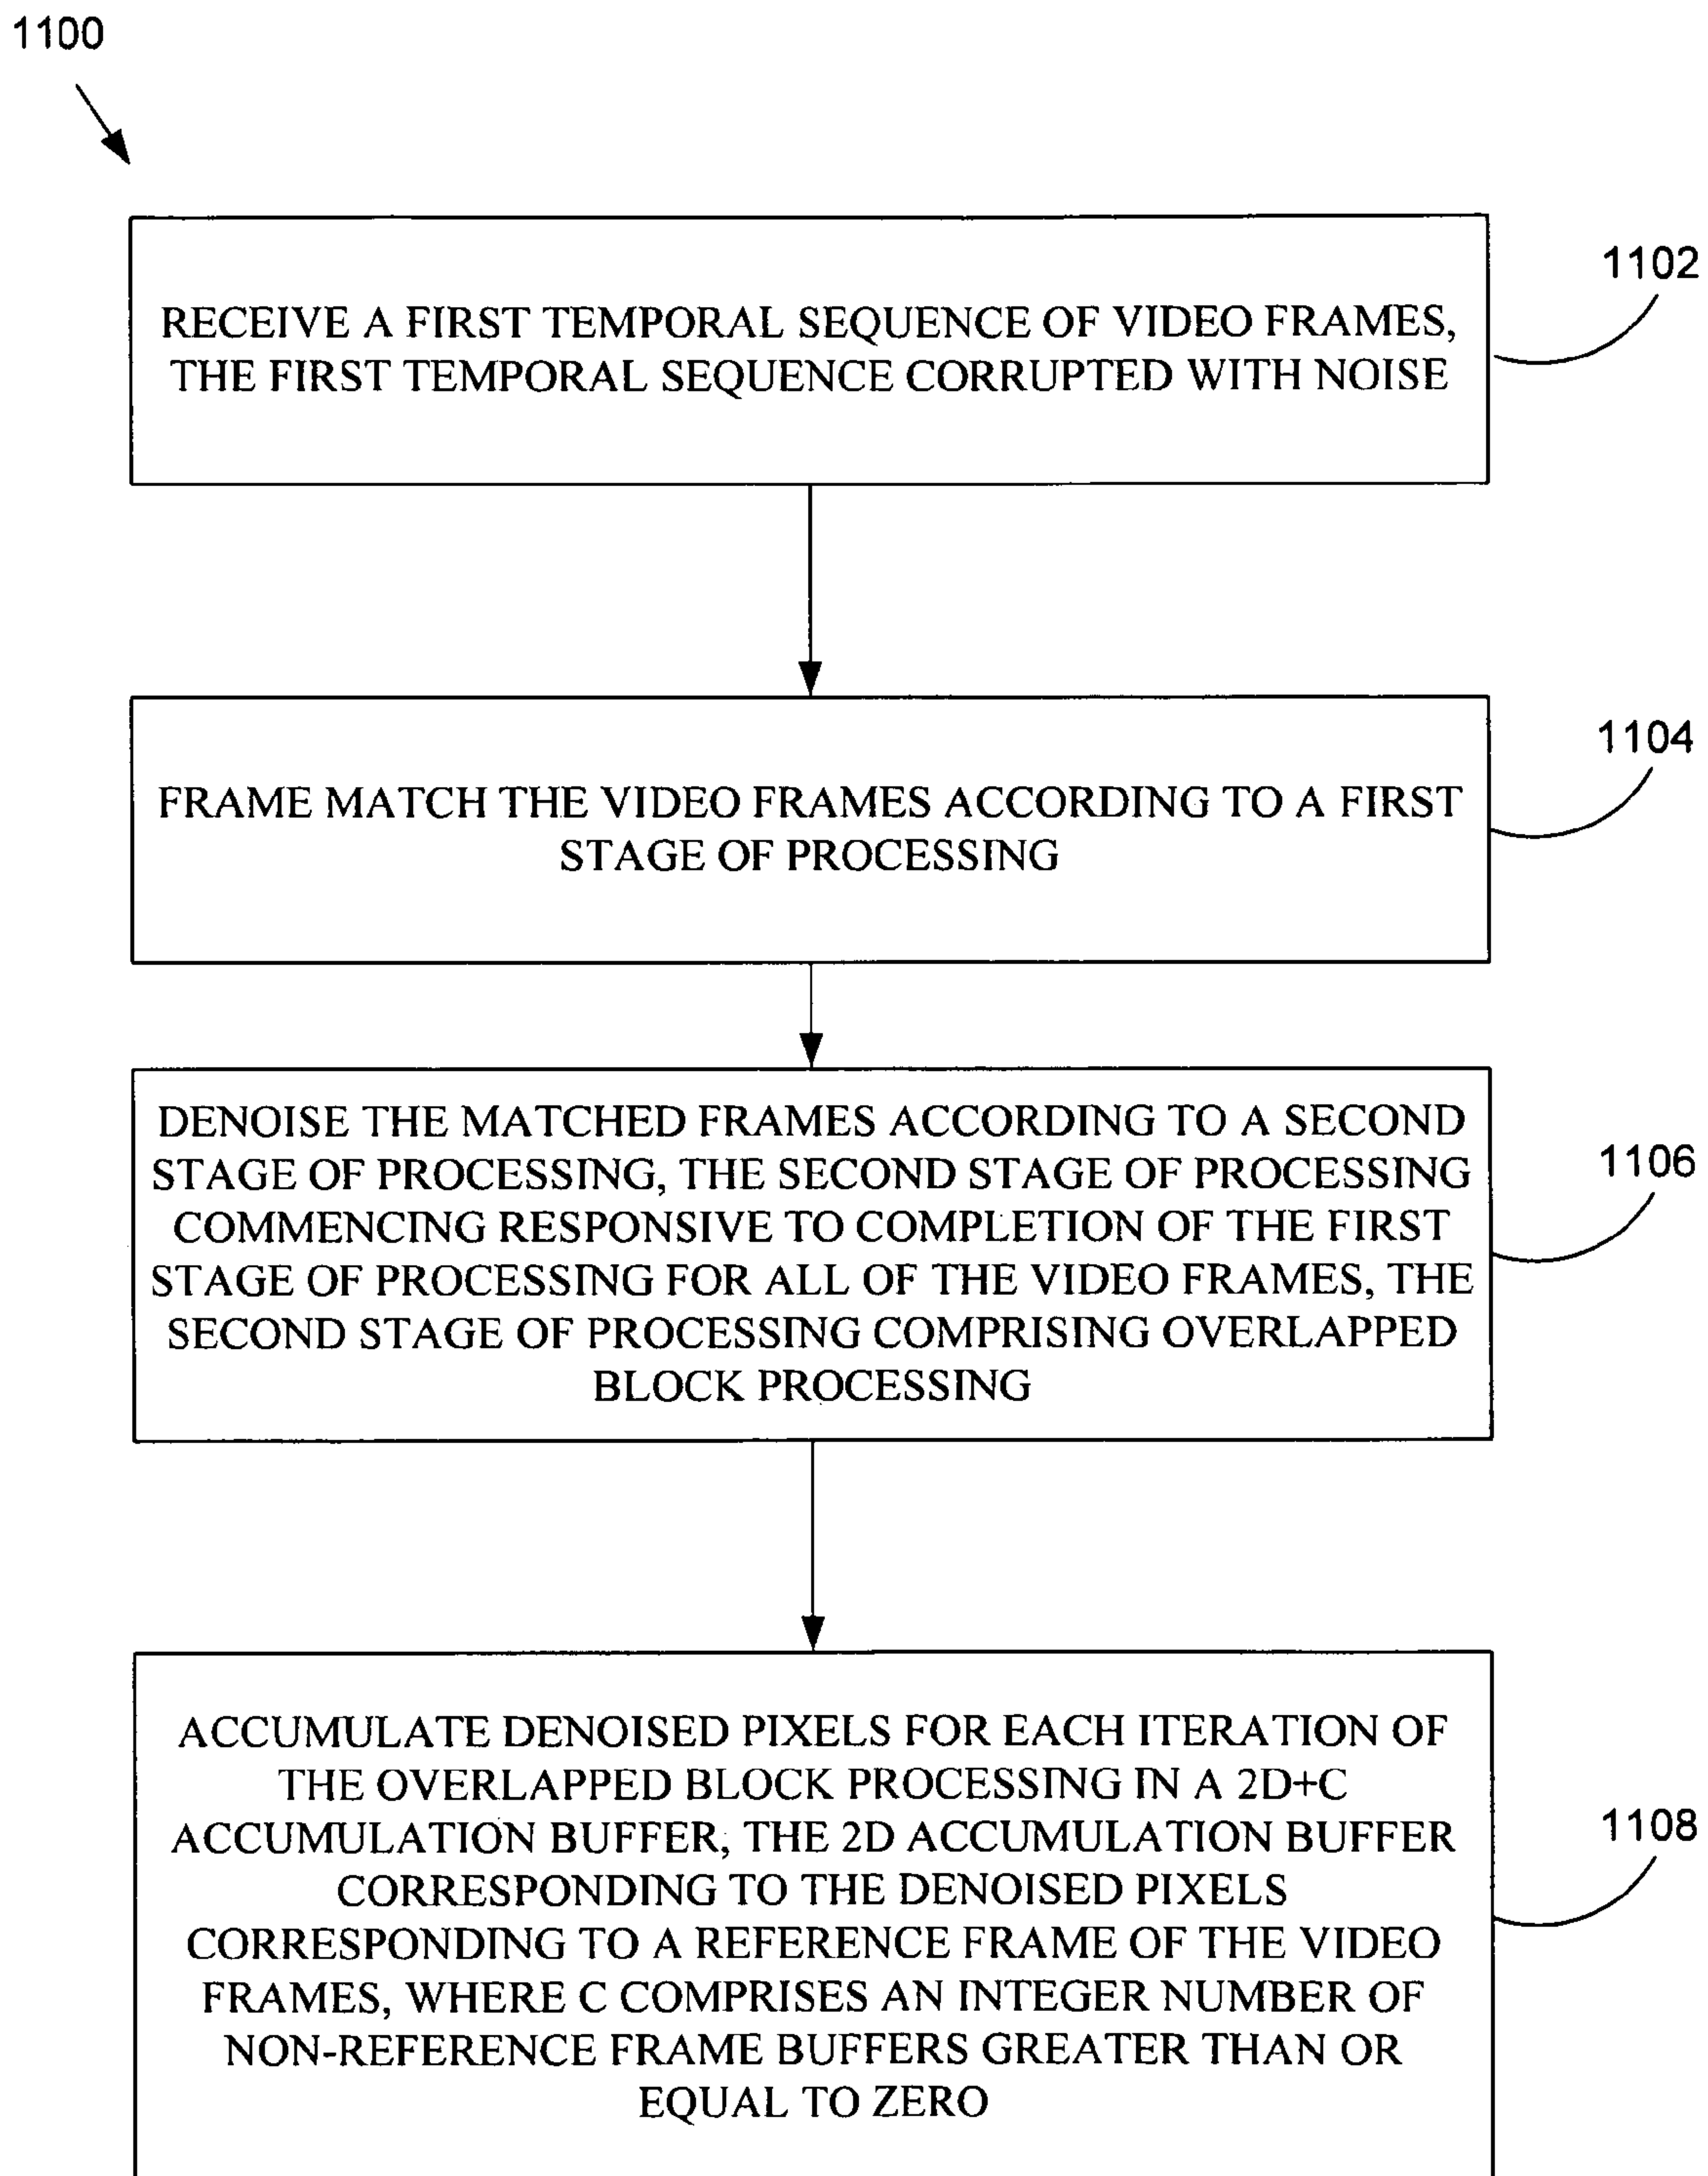 1100
RECEIVE A FIRST TEMPORAL SEQUENCE OF VIDEO FRAMES,
THE FIRST TEMPORAL SEQUENCE CORRUPTED WITH NOISE
1102
FRAME MATCH THE VIDEO FRAMES ACCORDING TO A FIRST
STAGE OF PROCESSING
1104
DENOISE THE MATCHED FRAMES ACCORDING TO A SECOND
STAGE OF PROCESSING, THE SECOND STAGE OF PROCESSING
COMMENCING RESPONSIVE TO COMPLETION OF THE FIRST
STAGE OF PROCESSING FOR ALL OF THE VIDEO FRAMES, THE
SECOND STAGE OF PROCESSING COMPRISING OVERLAPPED
BLOCK PROCESSING
1106
ACCUMULATE DENOISED PIXELS FOR EACH ITERATION OF
THE OVERLAPPED BLOCK PROCESSING IN A 2D+C
ACCUMULATION BUFFER, THE 2D ACCUMULATION BUFFER
CORRESPONDING TO THE DENOISED PIXELS
CORRESPONDING TO A REFERENCE FRAME OF THE VIDEO
FRAMES, WHERE C COMPRISES AN INTEGER NUMBER OF
NON-REFERENCE FRAME BUFFERS GREATER THAN OR
EQUAL TO ZERO
1108